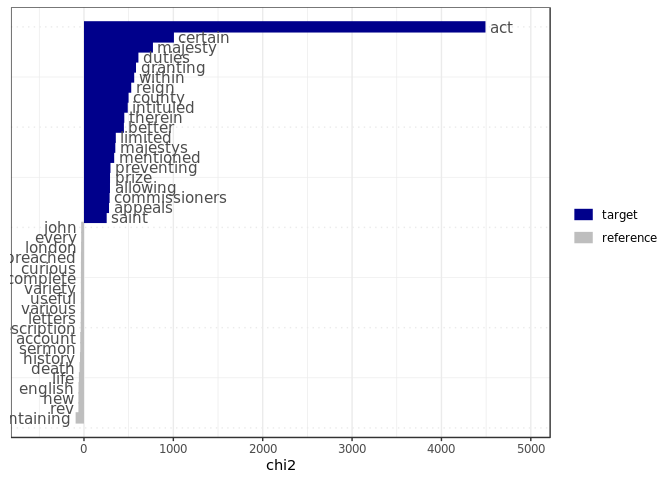 act
certain
majesty
duties
granting
within
reign
county
intituled
therein
better
limited
majestys
mentioned
preventing
prize
allowing
commissioners
appeals
saint
john
every
london
preached
curious
complete
variety
useful
various
letters
scription
account
sermon
history
death
life
english
new
rev
ntaining
0 1000 2000 3000 4000 5000
chi2
target
reference